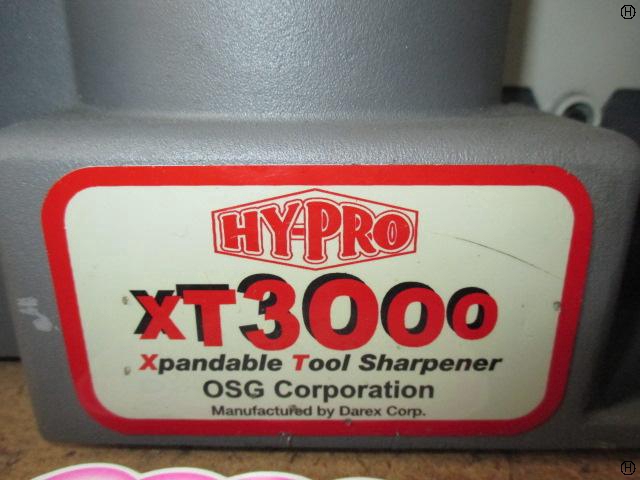 HY-PRO
XT3000
Xpandable Tool Sharpener
OSG Corporation
Manufactured by Darex Corp.
H
H